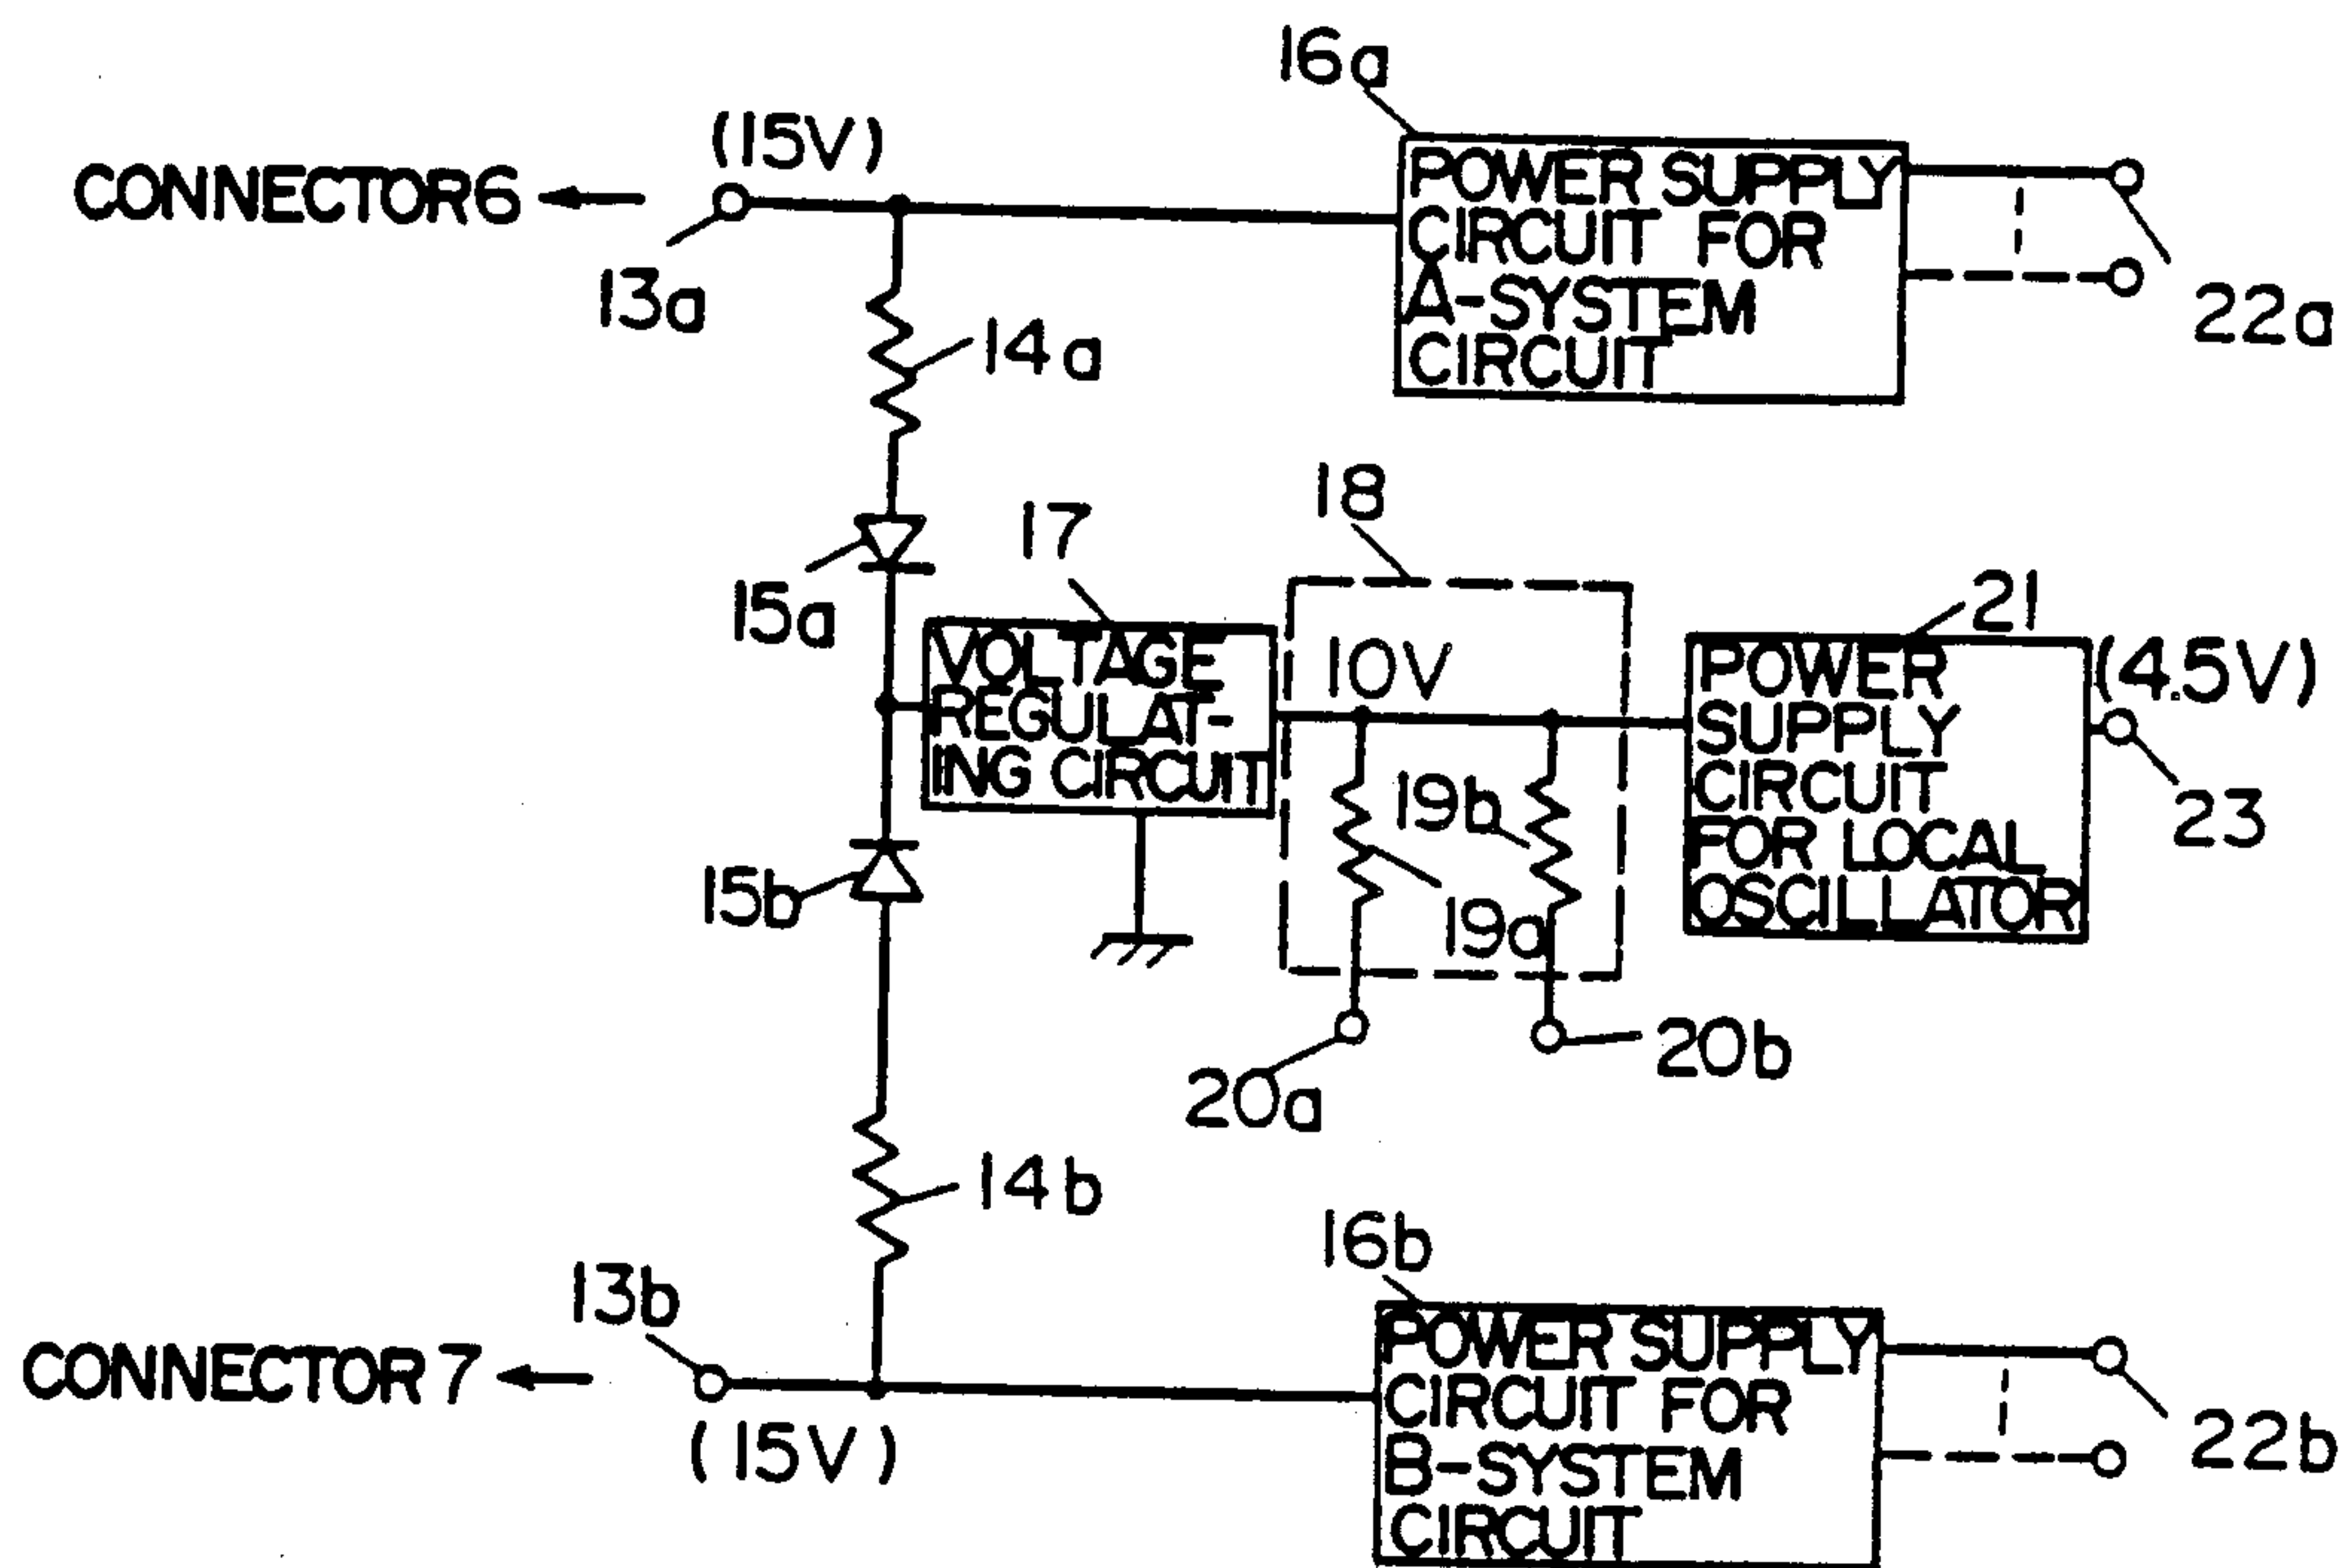 16a
(15V)
CONNECTOR6
13a
POWER SUPPLY
CIRCUIT FOR
A-SYSTEM
CIRCUIT
22a
14a
18
17
15a
21
VOLTAGE
REGULAT-
ING CIRCUIT
10V
POWER
SUPPLY
CIRCUIT
FOR LOCAL
OSCILLATOR
(4.5V)
23
19b
19a
15b
20a
20b
14b
16b
13b
CONNECTOR 7
(15V)
POWER SUPPLY
CIRCUIT FOR
B-SYSTEM
CIRCUIT
22b